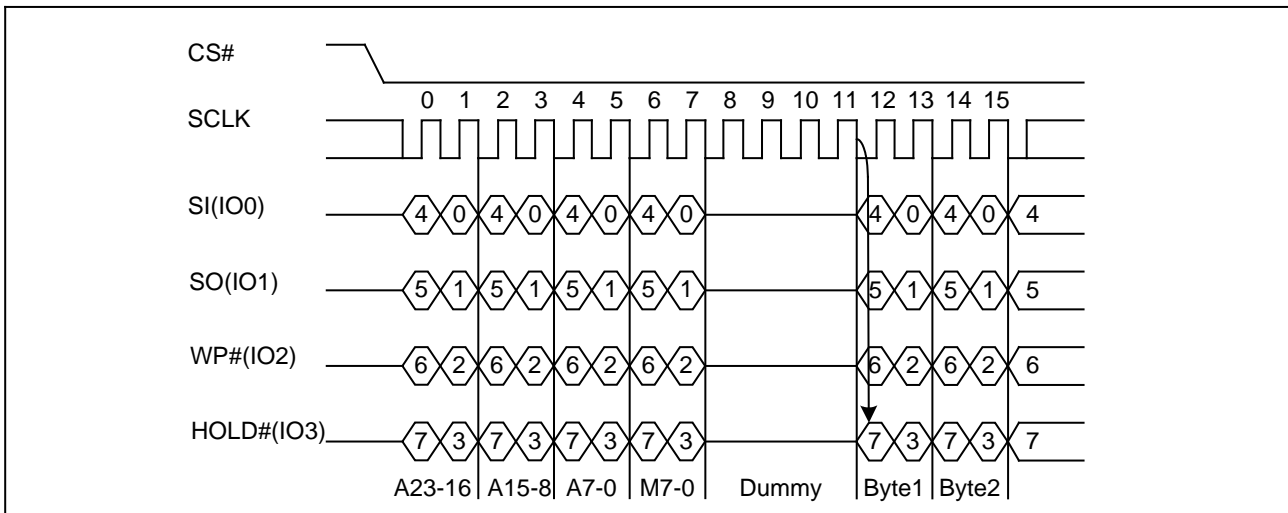 CS#
0 1 2 3 4 5 6 7 8 9 10 11 12 13 14 15
SCLK
SI(IO0) 4 0 4 0 4 0 4 0 4 0 4 0 4
SO(IO1) 5 1 5 1 5 1 5 1 5 1 5 1 5
WP#(IO2) 6 2 6 2 6 2 6 2 6 2 6 2 6
HOLD#(IO3) 7 3 7 3 7 3 7 3 7 3 7 3 7
A23-16 A15-8 A7-0 M7-0 Dummy Byte1 Byte2